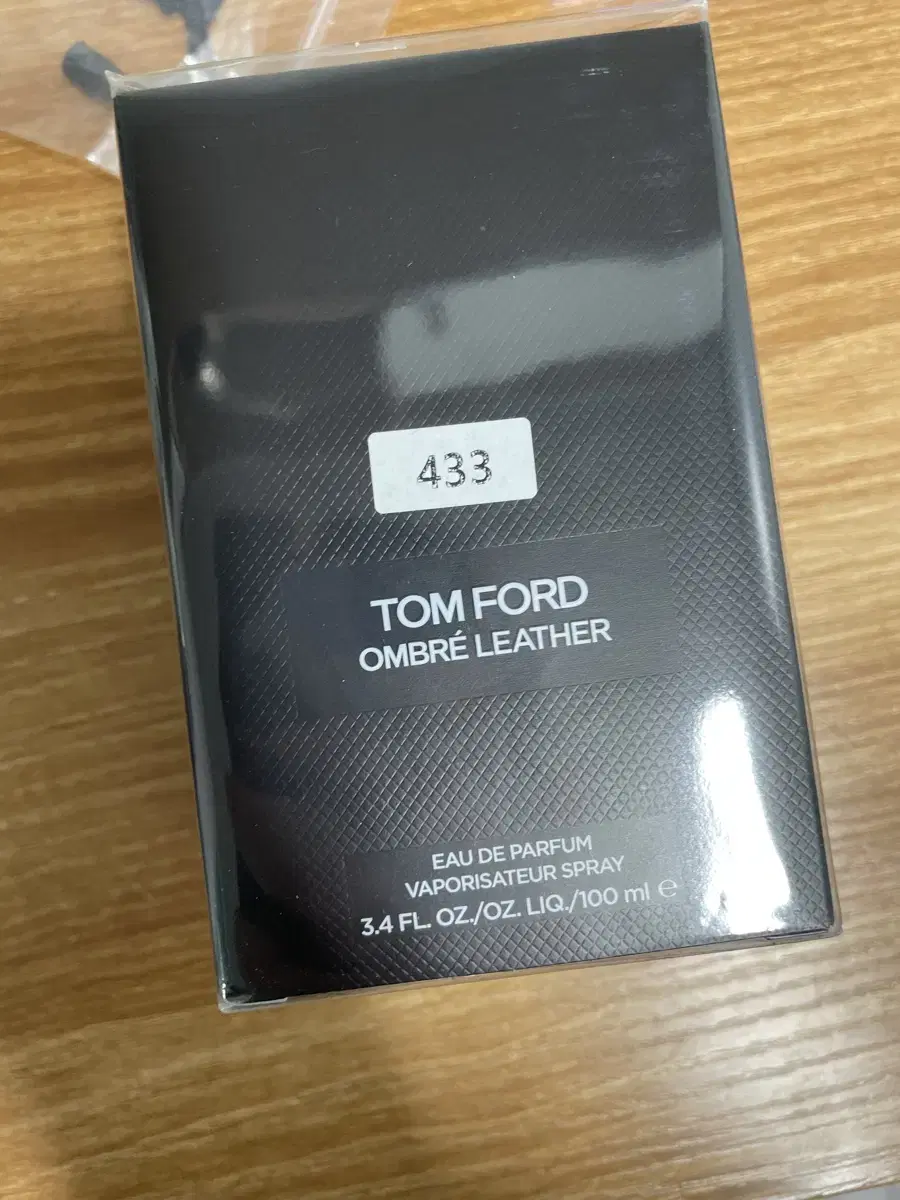 433
TOM FORD
OMBRÉ LEATHER
EAU DE PARFUM
VAPORISATEUR SPRAY
3.4 FL. OZ./OZ. LIQ./100 ml ℮